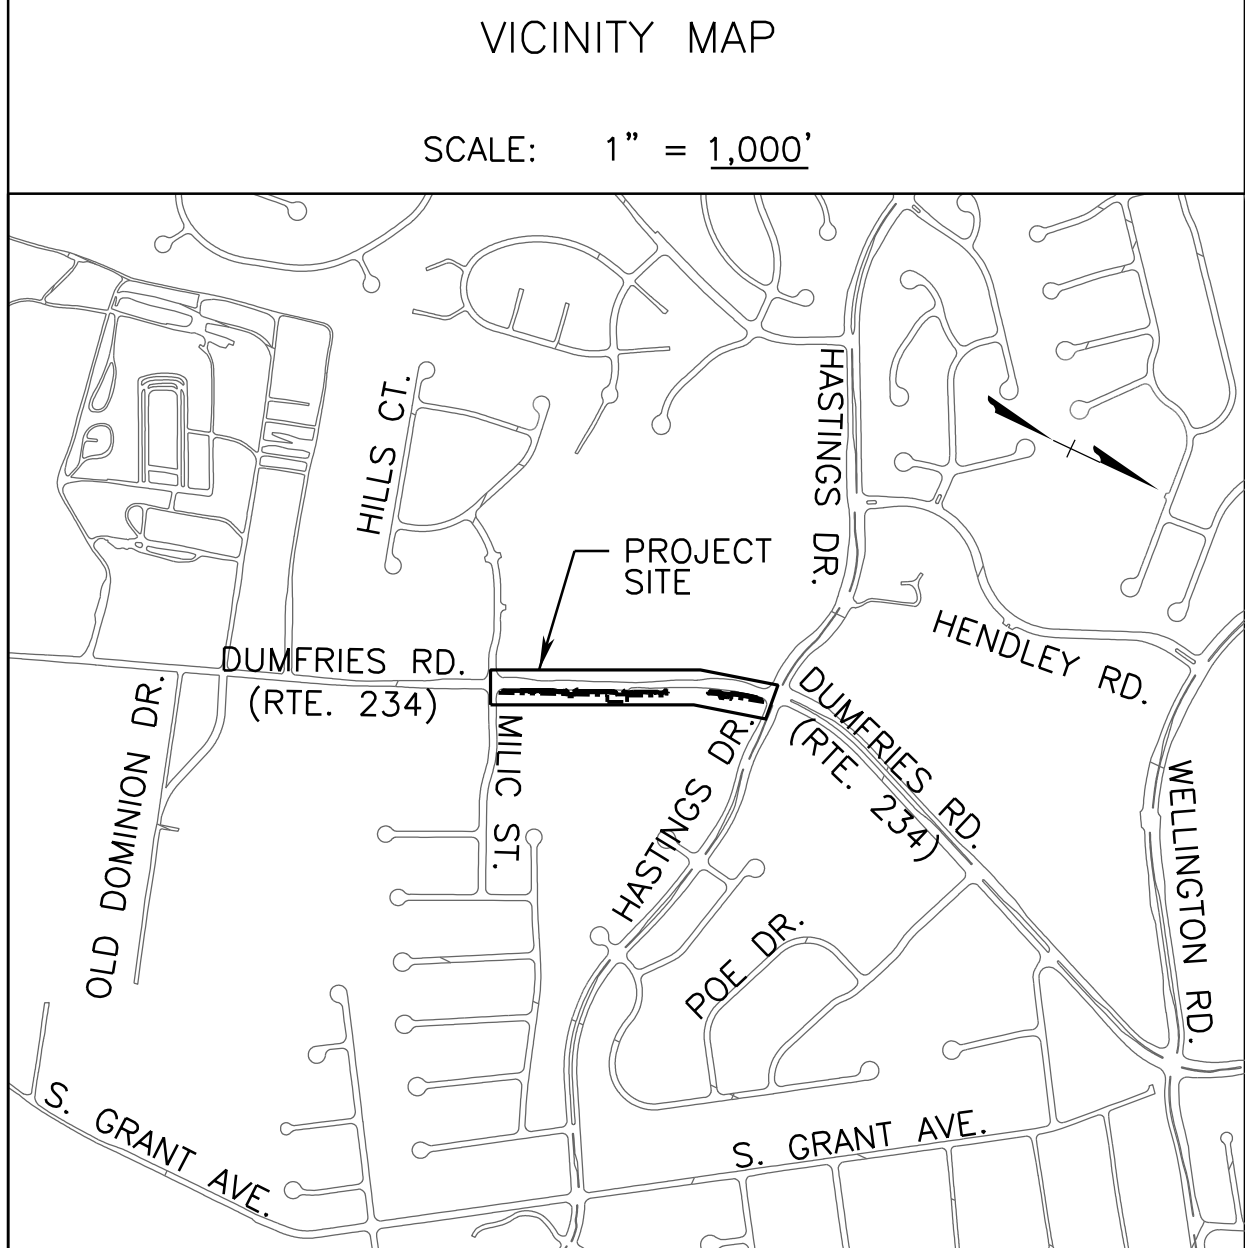 VICINITY MAP
SCALE: 1" = 1,000'
HASTINGS DR.
HILLS CT.
PROJECT
SITE
HENDLEY RD.
DUMFRIES RD.
(RTE. 234)
OLD DOMINION DR.
MILIC ST.
HASTINGS DR.
DUMFRIES RD.
(RTE. 234)
WELLINGTON RD.
POE DR.
S. GRANT AVE.
S. GRANT AVE.